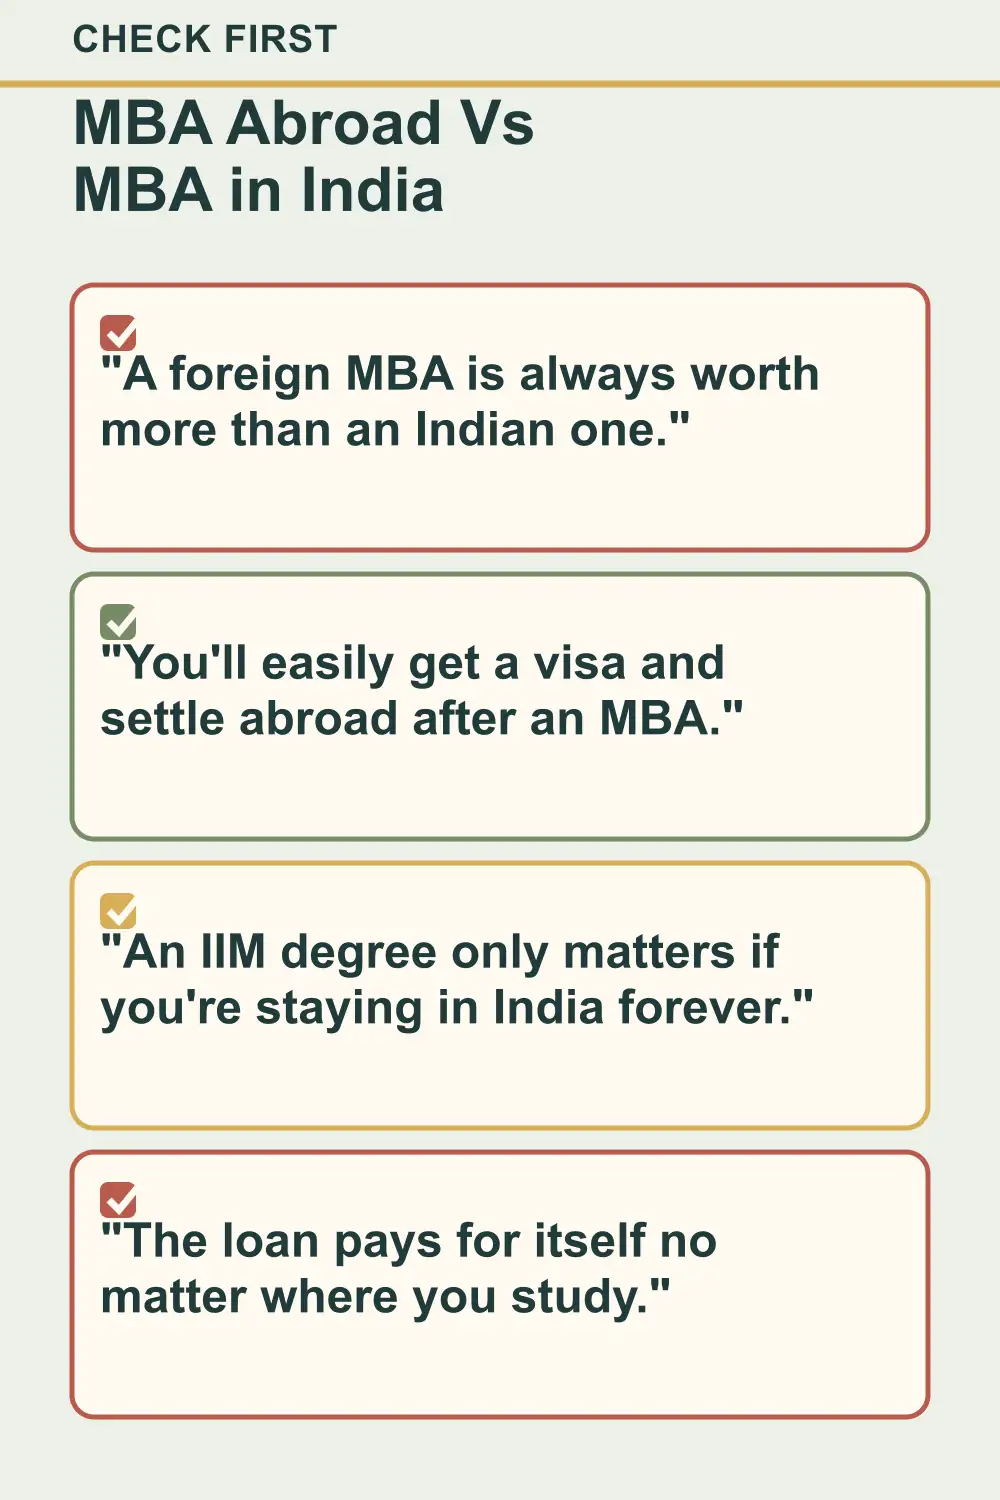 CHECK FIRST
MBA Abroad Vs
MBA in India
"A foreign MBA is always worth
more than an Indian one."
"You'll easily get a visa and
settle abroad after an MBA."
"An IIM degree only matters if
you're staying in India forever."
"The loan pays for itself no
matter where you study."